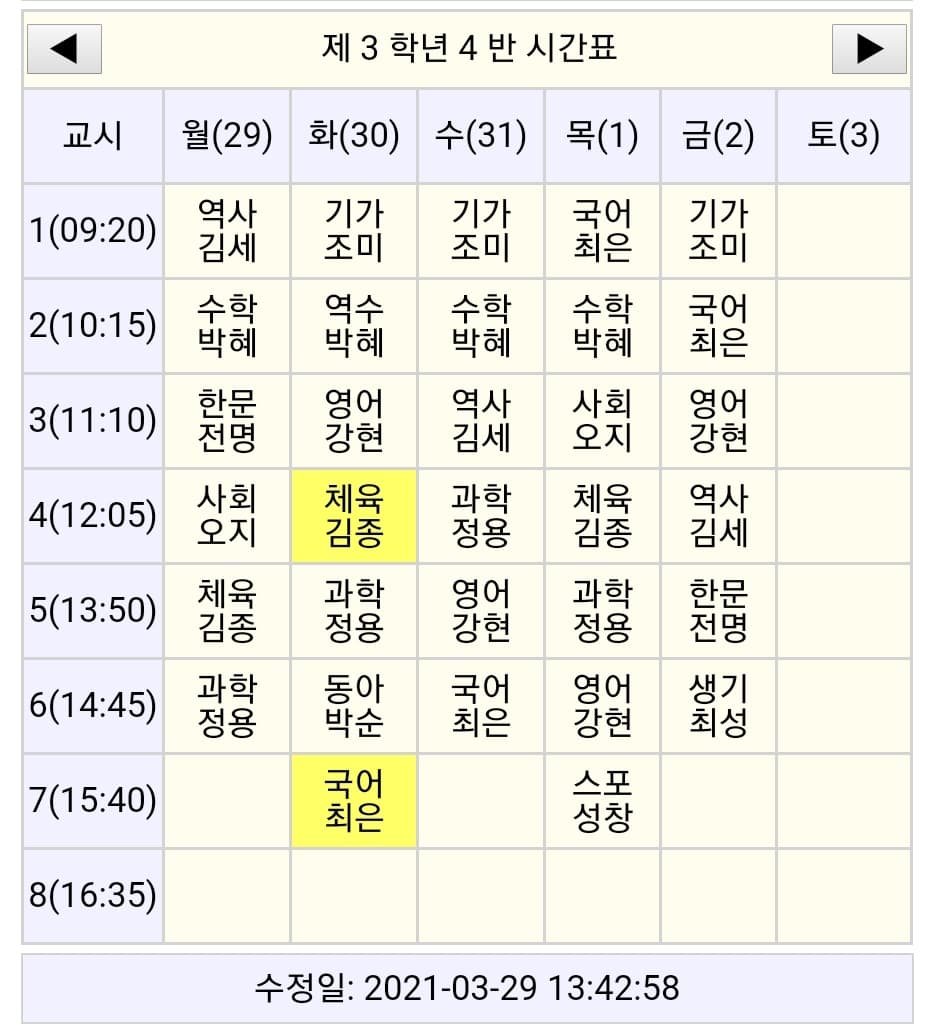 ◀ 제 3 학년 4 반 시간표 ▶
교시 월(29) 화(30) 수(31) 목(1) 금(2) 토(3)
1(09:20) 역사 기가 기가 국어 기가
김세 조미 조미 최은 조미
2(10:15) 수학 역수 수학 수학 국어
박혜 박혜 박혜 박혜 최은
3(11:10) 한문 영어 역사 사회 영어
전명 강현 김세 오지 강현
4(12:05) 사회 체육 과학 체육 역사
오지 김종 정용 김종 김세
5(13:50) 체육 과학 영어 과학 한문
김종 정용 강현 정용 전명
6(14:45) 과학 동아 국어 영어 생기
정용 박순 최은 강현 최성
7(15:40) 국어 스포
최은 성창
8(16:35)
수정일: 2021-03-29 13:42:58